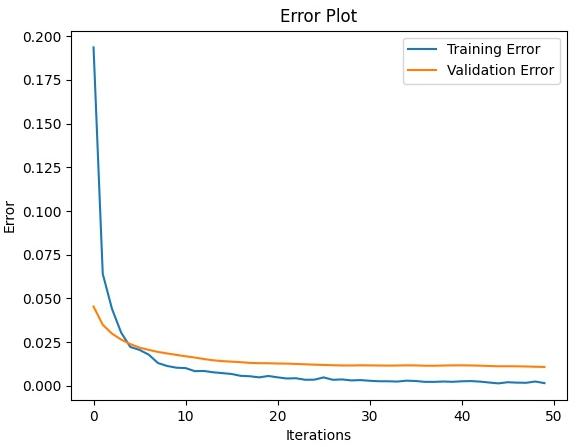 Error Plot
Training Error
Validation Error
0.200
0.175
0.150
0.125
0.100
0.075
0.050
0.025
0.000
Error
0 10 20 30 40 50
Iterations